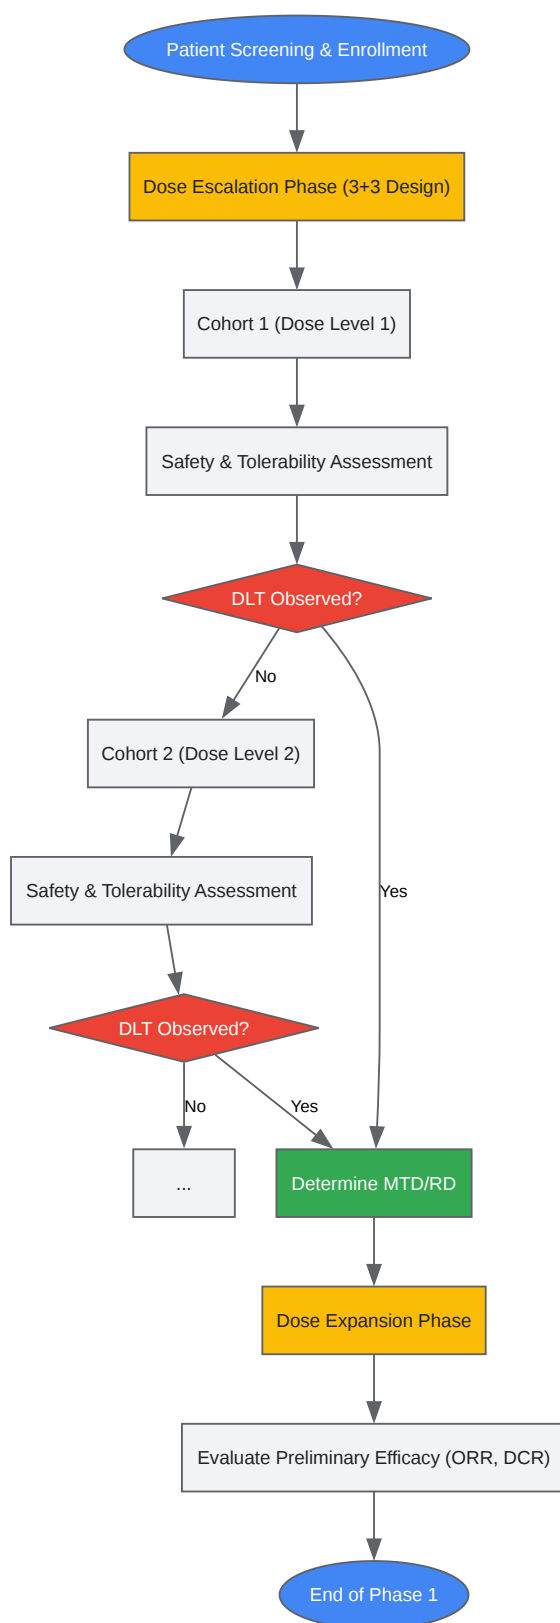 Patient Screening & Enrollment
Dose Escalation Phase (3+3 Design)
Cohort 1 (Dose Level 1)
Safety & Tolerability Assessment
DLT Observed?
No
Cohort 2 (Dose Level 2)
Safety & Tolerability Assessment
Yes
DLT Observed?
No
Yes
...
Determine MTD/RD
Dose Expansion Phase
Evaluate Preliminary Efficacy (ORR, DCR)
End of Phase 1